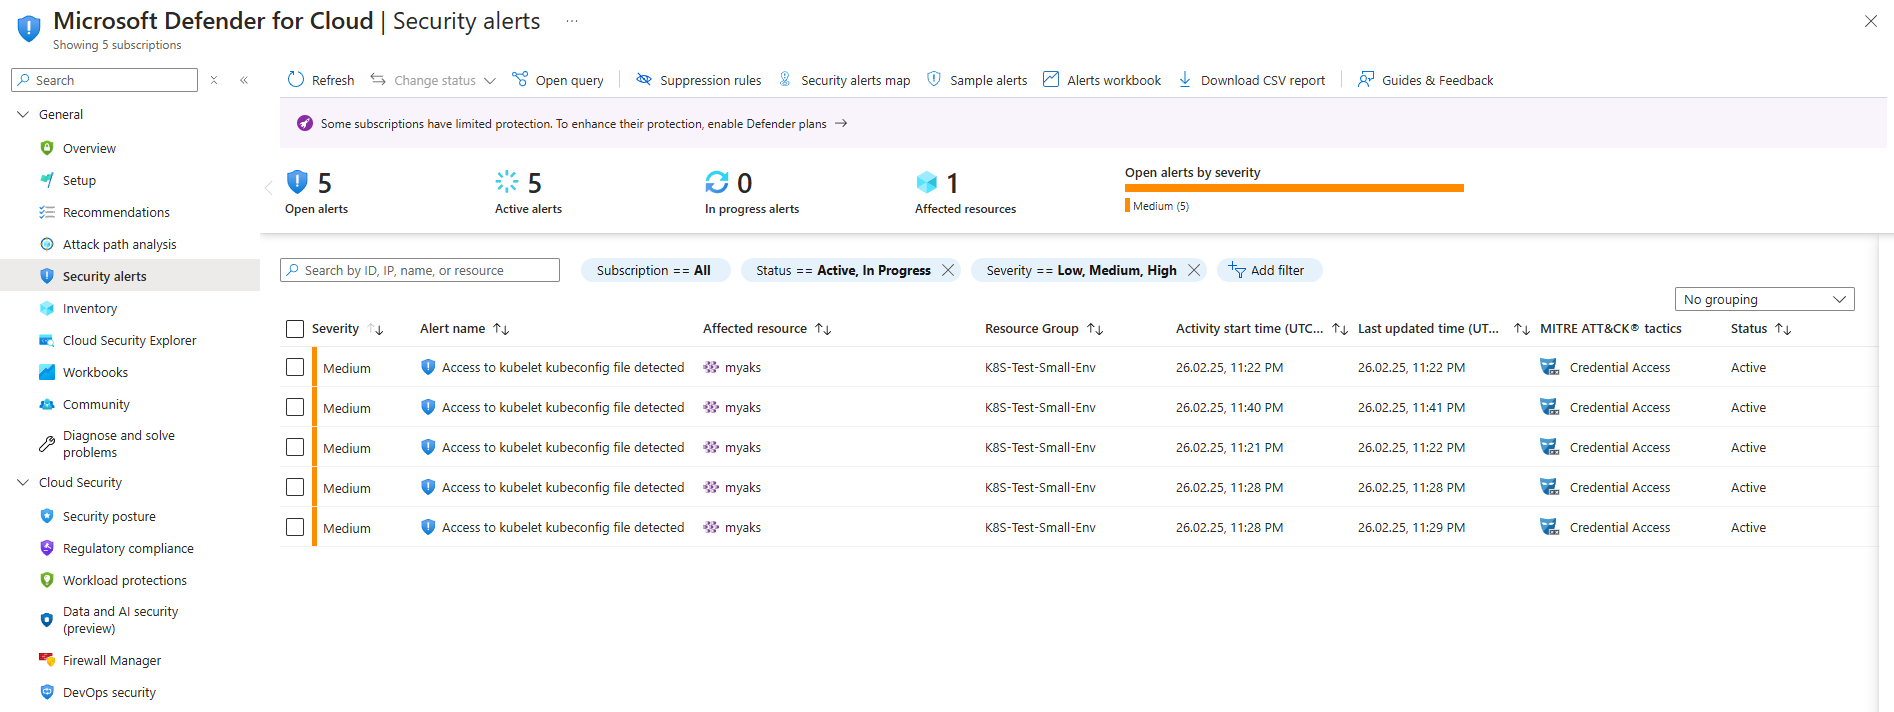 Microsoft Defender for Cloud | Security alerts ...
Showing 5 subscriptions
Search
General
Overview
Setup
Recommendations
Attack path analysis
Security alerts
Inventory
Cloud Security Explorer
Workbooks
Community
Diagnose and solve
problems
Cloud Security
Security posture
Regulatory compliance
Workload protections
Data and AI security
(preview)
Firewall Manager
DevOps security
Refresh Change status Open query Suppression rules Security alerts map Sample alerts Alerts workbook Download CSV report Guides & Feedback
Some subscriptions have limited protection. To enhance their protection, enable Defender plans →
5 5 0 1
Open alerts Active alerts In progress alerts Affected resources
Open alerts by severity
Medium (5)
Search by ID, IP, name, or resource Subscription == All Status == Active, In Progress Severity == Low, Medium, High Add filter
No grouping
Severity Alert name Affected resource Resource Group Activity start time (UTC... Last updated time (UT... MITRE ATT&CK® tactics Status
Medium Access to kubelet kubeconfig file detected myaks K8S-Test-Small-Env 26.02.25, 11:22 PM 26.02.25, 11:22 PM Credential Access Active
Medium Access to kubelet kubeconfig file detected myaks K8S-Test-Small-Env 26.02.25, 11:40 PM 26.02.25, 11:41 PM Credential Access Active
Medium Access to kubelet kubeconfig file detected myaks K8S-Test-Small-Env 26.02.25, 11:21 PM 26.02.25, 11:22 PM Credential Access Active
Medium Access to kubelet kubeconfig file detected myaks K8S-Test-Small-Env 26.02.25, 11:28 PM 26.02.25, 11:28 PM Credential Access Active
Medium Access to kubelet kubeconfig file detected myaks K8S-Test-Small-Env 26.02.25, 11:28 PM 26.02.25, 11:29 PM Credential Access Active